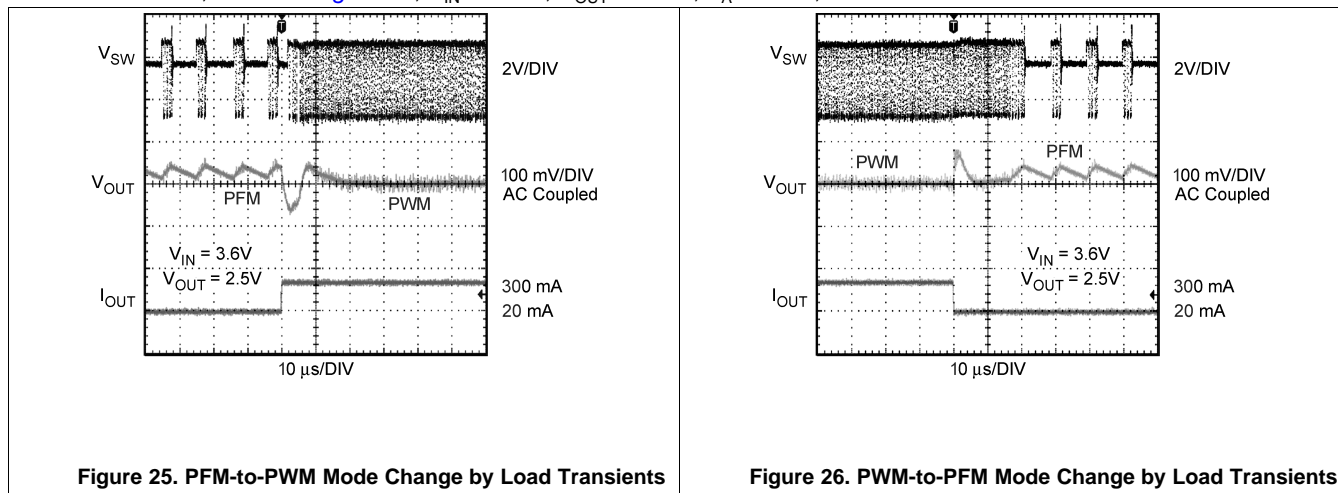 V_SW
2V/DIV
V_OUT
PFM
PWM
100 mV/DIV
AC Coupled
V_IN = 3.6V
V_OUT = 2.5V
I_OUT
300 mA
20 mA
10 µs/DIV
Figure 25. PFM-to-PWM Mode Change by Load Transients
V_SW
2V/DIV
PWM
PFM
V_OUT
100 mV/DIV
AC Coupled
V_IN = 3.6V
V_OUT = 2.5V
I_OUT
300 mA
20 mA
10 µs/DIV
Figure 26. PWM-to-PFM Mode Change by Load Transients